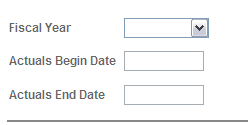 Fiscal Year
Actuals Begin Date
Actuals End Date